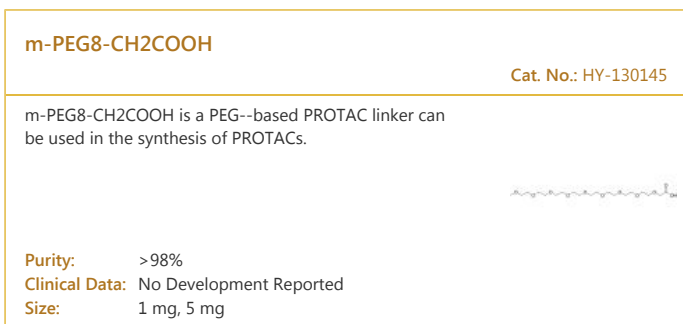 m-PEG8-CH2COOH
Cat. No.: HY-130145
m-PEG8-CH2COOH is a PEG--based PROTAC linker can
be used in the synthesis of PROTACs.
Purity: >98%
Clinical Data: No Development Reported
Size: 1 mg, 5 mg